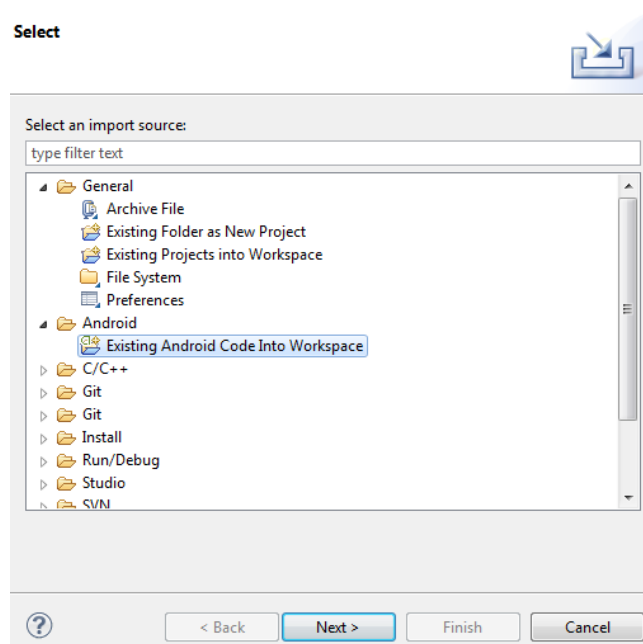 Select
Select an import source:
type filter text
General
Archive File
Existing Folder as New Project
Existing Projects into Workspace
File System
Preferences
Android
Existing Android Code Into Workspace
C/C++
Git
Git
Install
Run/Debug
Studio
SVN
?
< Back
Next >
Finish
Cancel